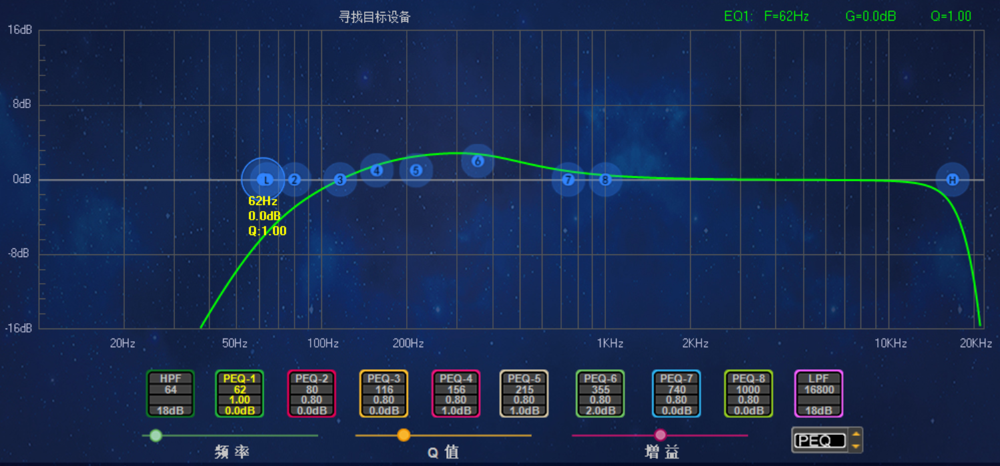 寻找目标设备
EQ1: F=62Hz G=0.0dB Q=1.00
16dB
8dB
0dB
-8dB
-16dB
L 2 3 4 5 6 7 8 H
62Hz
0.0dB
Q:1.00
20Hz 50Hz 100Hz 200Hz 1KHz 2KHz 10KHz 20KHz
HPF
64
18dB
PEQ-1
62
1.00
0.0dB
PEQ-2
80
0.80
0.0dB
PEQ-3
116
0.80
0.0dB
PEQ-4
156
0.80
1.0dB
PEQ-5
215
0.80
1.0dB
PEQ-6
355
0.80
2.0dB
PEQ-7
740
0.80
0.0dB
PEQ-8
1000
0.80
0.0dB
LPF
16800
18dB
频率
Q值
增益
PEQ